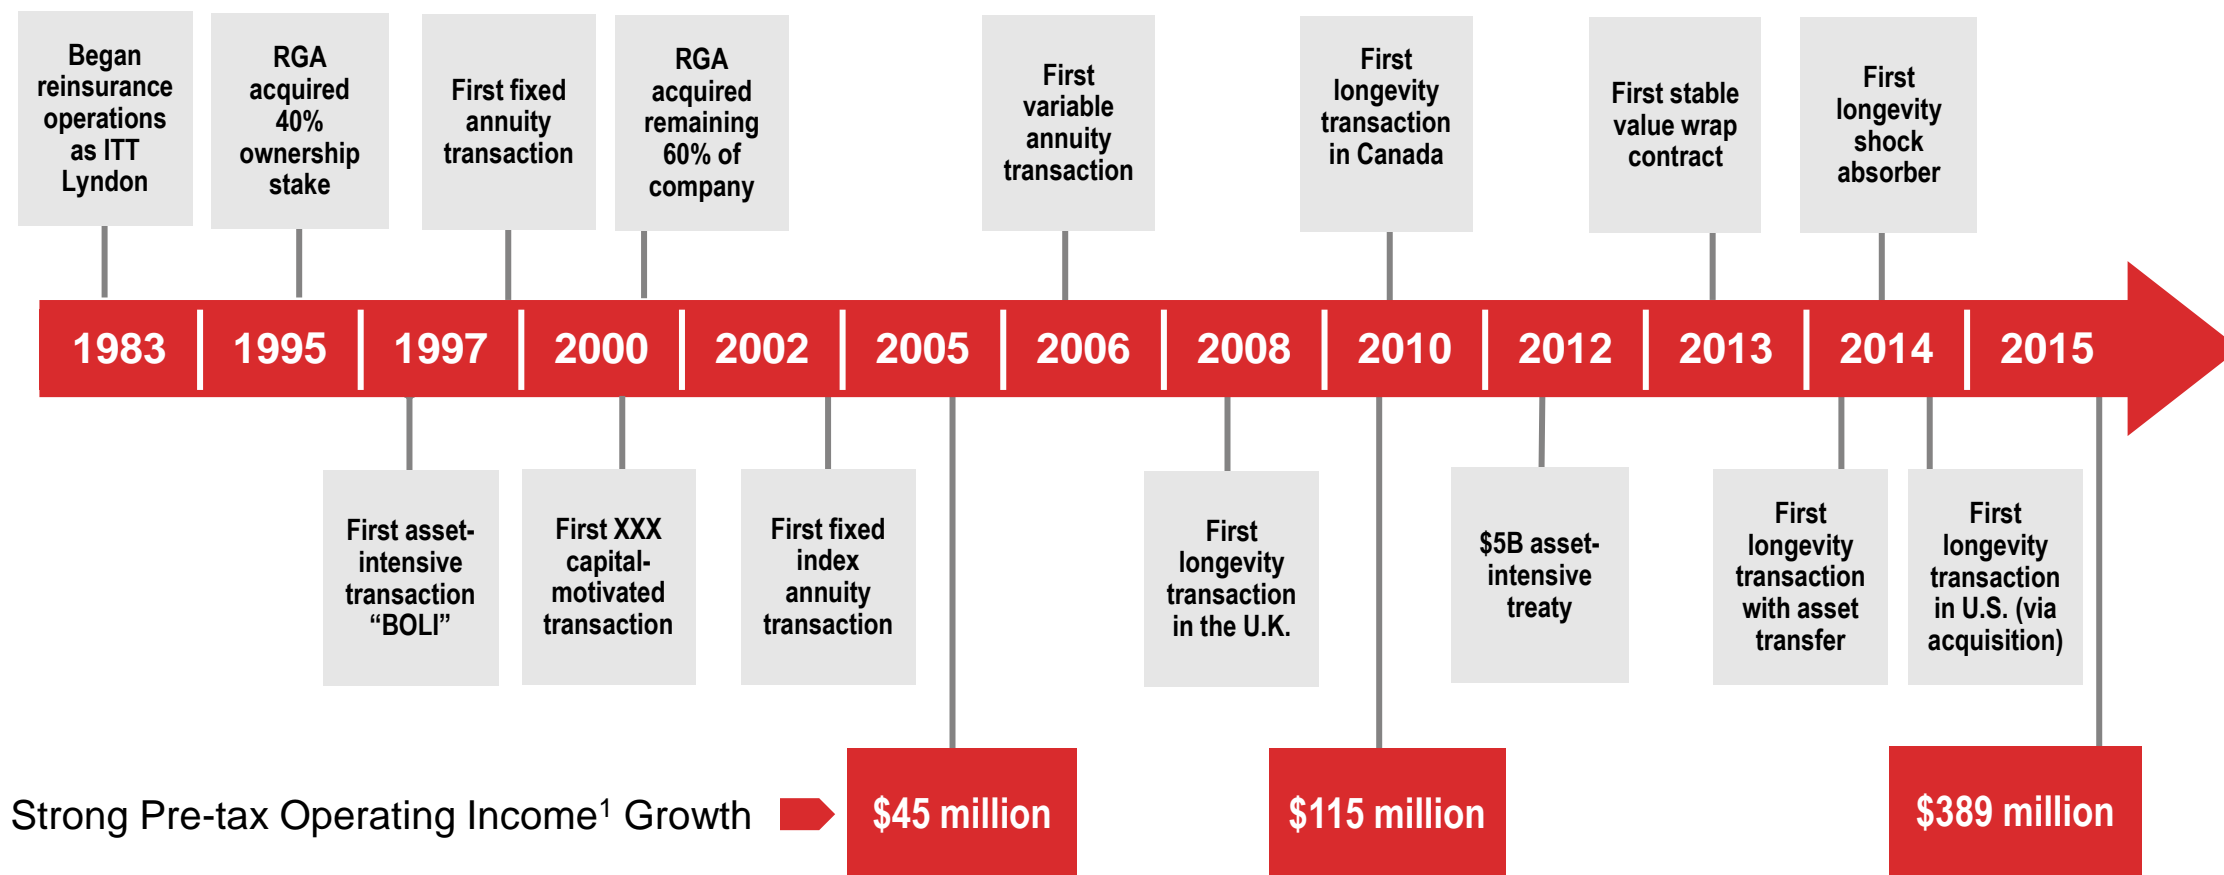 Began
reinsurance
operations
as ITT
Lyndon
RGA
acquired
40%
ownership
stake
First fixed
annuity
transaction
RGA
acquired
remaining
60% of
company
First
variable
annuity
transaction
First
longevity
transaction
in Canada
First stable
value wrap
contract
First
longevity
shock
absorber
1983
1995
1997
2000
2002
2005
2006
2008
2010
2012
2013
2014
2015
First asset-
intensive
transaction
“BOLI”
First XXX
capital-
motivated
transaction
First fixed
index
annuity
transaction
First
longevity
transaction
in the U.K.
$5B asset-
intensive
treaty
First
longevity
transaction
with asset
transfer
First
longevity
transaction
in U.S. (via
acquisition)
Strong Pre-tax Operating Income¹ Growth
$45 million
$115 million
$389 million